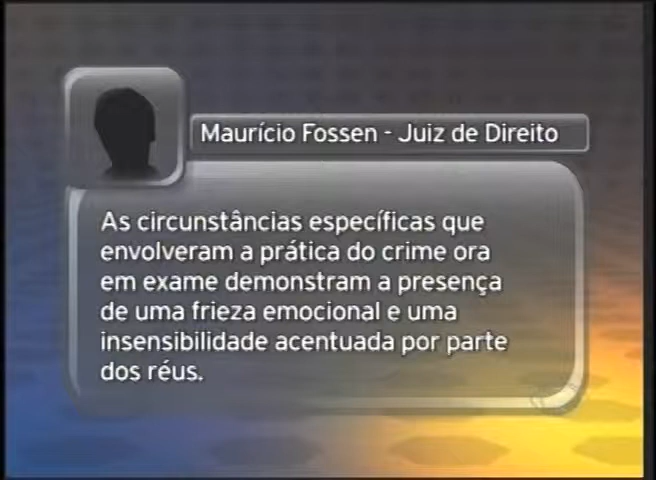 Maurício Fossen - Juiz de Direito
As circunstâncias específicas que
envolveram a prática do crime ora
em exame demonstram a presença
de uma frieza emocional e uma
insensibilidade acentuada por parte
dos réus.